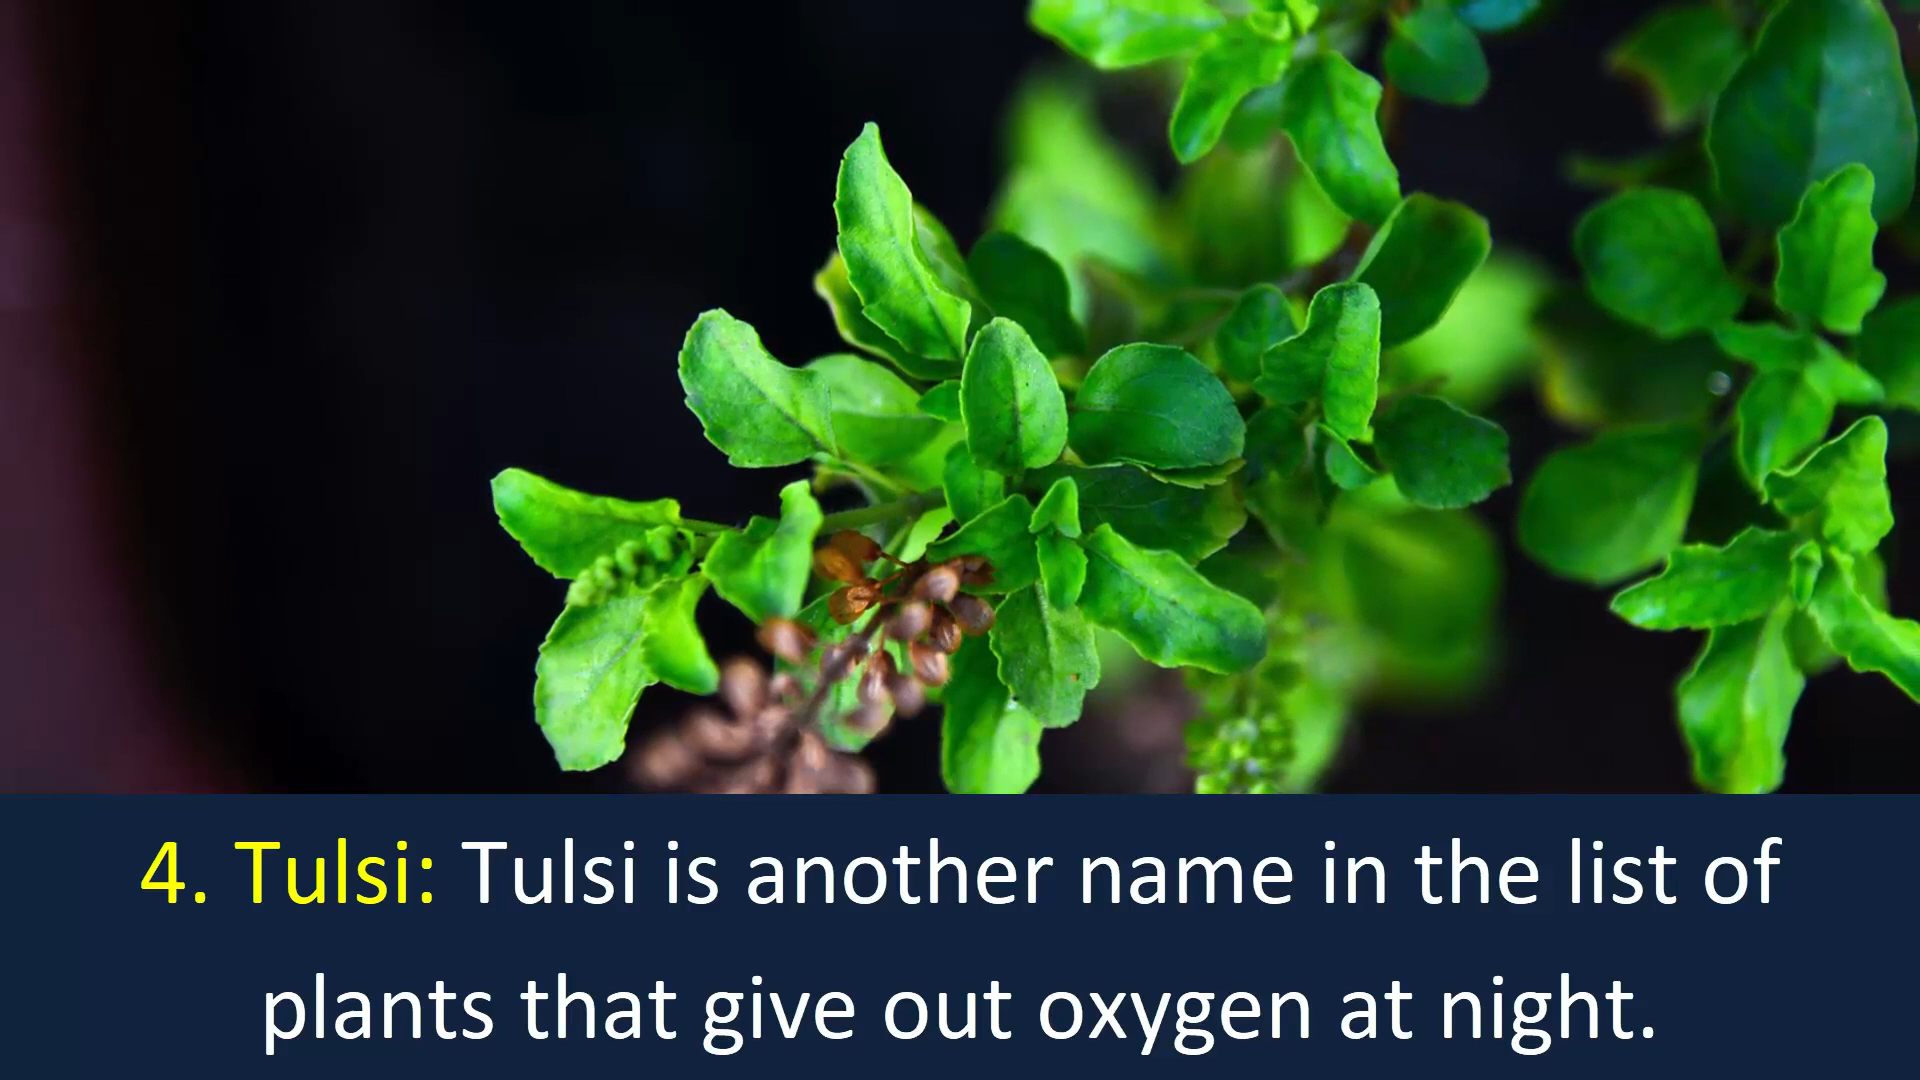 4. Tulsi: Tulsi is another name in the list of
plants that give out oxygen at night.